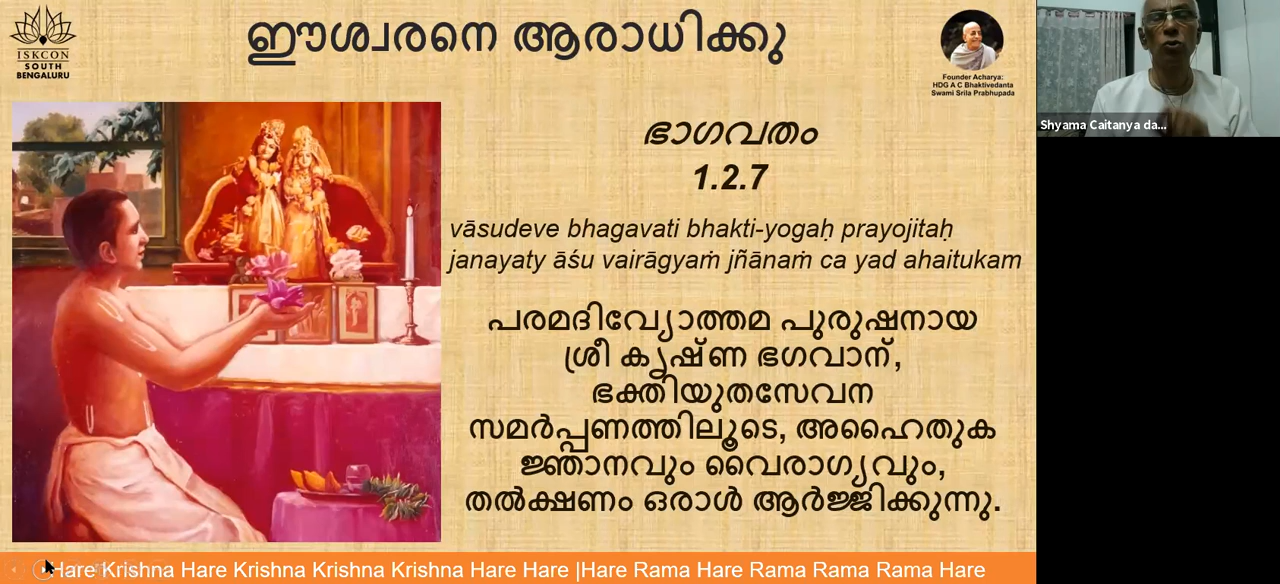 ഈശ്വരനെ ആരാധിക്കു
ISKCON
SOUTH
BENGALURU
Founder Acharya:
HDG A C Bhaktivedanta
Swami Srila Prabhupada
Shyama Caitanya da...
ഭാഗവതം
1.2.7
vāsudeve bhagavati bhakti-yogaḥ prayojitaḥ
janayaty āśu vairāgyaṁ jñānaṁ ca yad ahaitukam
പരമദിവ്യോത്തമ പുരുഷനായ
ശ്രീ കൃഷ്ണ ഭഗവാന്,
ഭക്തിയുതസേവന
സമർപ്പണത്തിലൂടെ, അഹൈതുക
ജ്ഞാനവും വൈരാഗ്യവും,
തൽക്ഷണം ഒരാൾ ആർജ്ജിക്കുന്നു.
Hare Krishna Hare Krishna Krishna Krishna Hare Hare |Hare Rama Hare Rama Rama Rama Hare